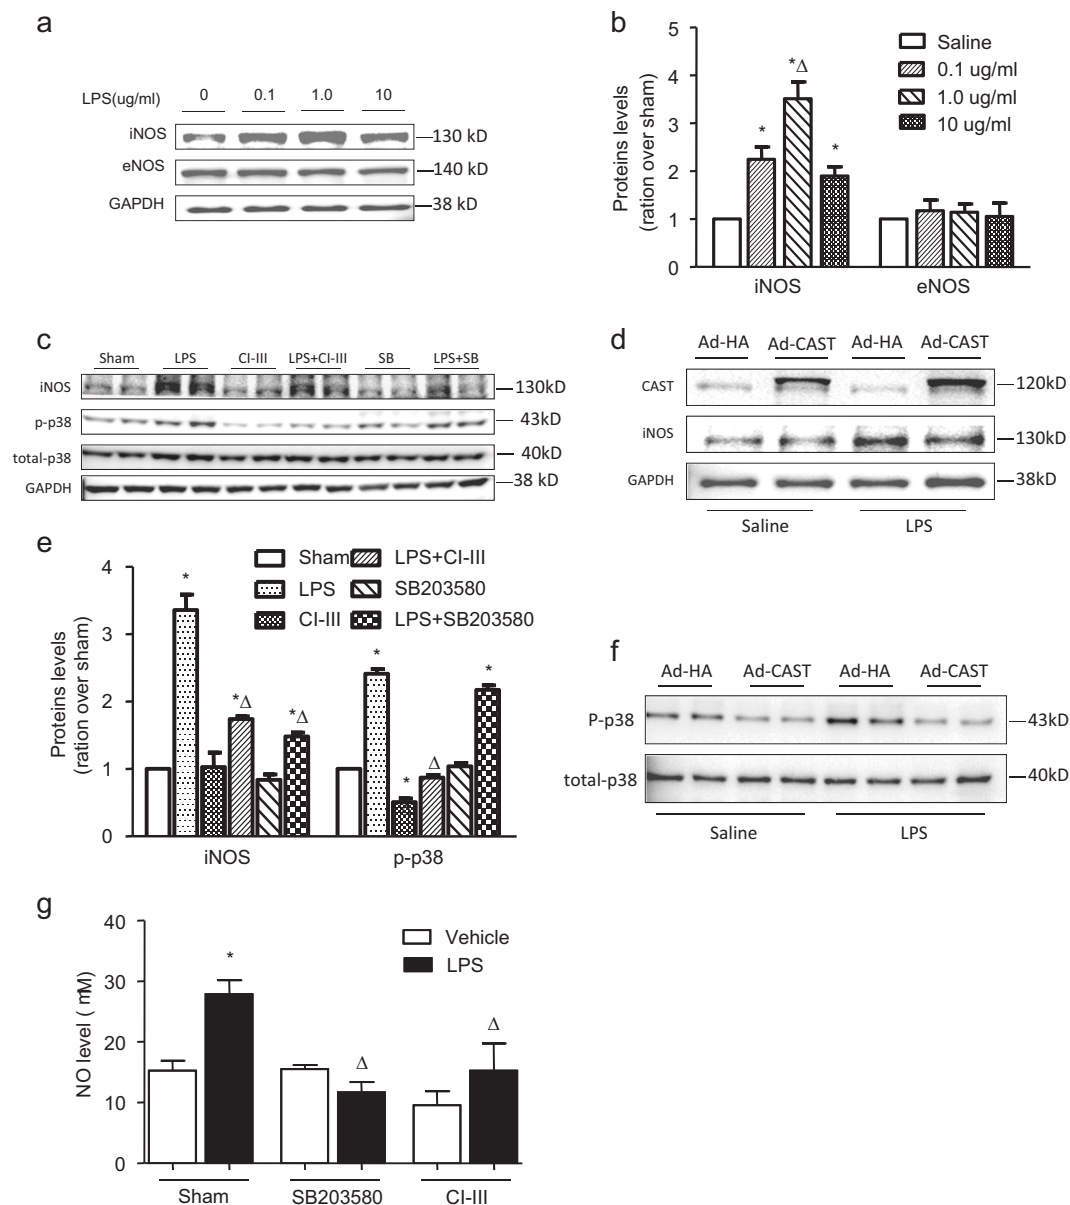 a
LPS(ug/ml) 0 0.1 1.0 10
iNOS 130 kD
eNOS 140 kD
GAPDH 38 kD
b
Proteins levels
(ration over sham)
5
4
3
2
1
0
* *Δ *
Saline
0.1 ug/ml
1.0 ug/ml
10 ug/ml
iNOS eNOS
c
Sham LPS CI-III LPS+CI-III SB LPS+SB
iNOS 130kD
p-p38 43kD
total-p38 40kD
GAPDH 38 kD
d
Ad-HA Ad-CAST Ad-HA Ad-CAST
CAST 120kD
iNOS 130kD
GAPDH 38kD
Saline LPS
e
Proteins levels
(ration over sham)
4
3
2
1
0
Sham LPS+CI-III
LPS SB203580
CI-III LPS+SB203580
* *Δ *Δ * * Δ *
iNOS p-p38
f
Ad-HA Ad-CAST Ad-HA Ad-CAST
P-p38 43kD
total-p38 40kD
Saline LPS
g
NO level ( mM)
40
30
20
10
0
Vehicle
LPS
* Δ Δ
Sham SB203580 CI-III